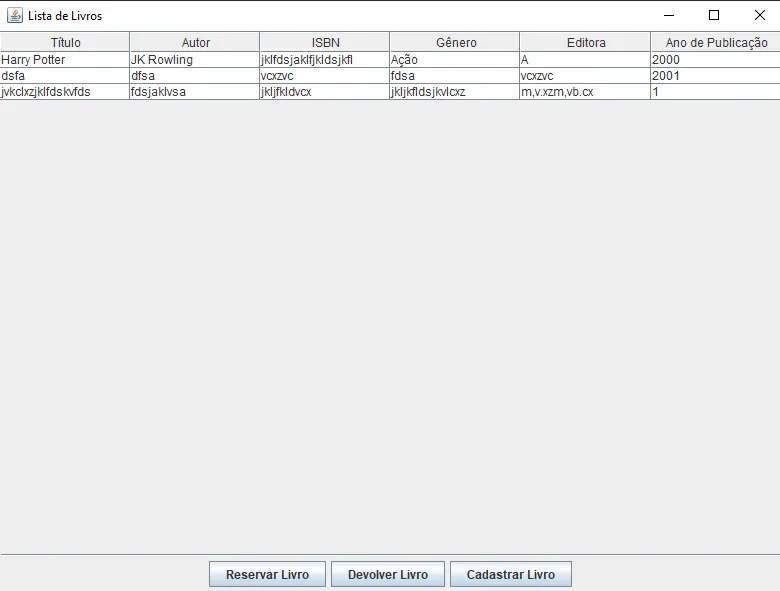 Lista de Livros
Título Autor ISBN Gênero Editora Ano de Publicação
Harry Potter JK Rowling jklfdsjaklfjkldsjkfl Ação A 2000
dsfa dfsa vcxzvc fdsa vcxzvc 2001
jvkclxzjklfdskvfds fdsjaklvsa jkljfkldvcx jkljkfldsjkvlcxz m,v.xzm,vb.cx 1
Reservar Livro Devolver Livro Cadastrar Livro